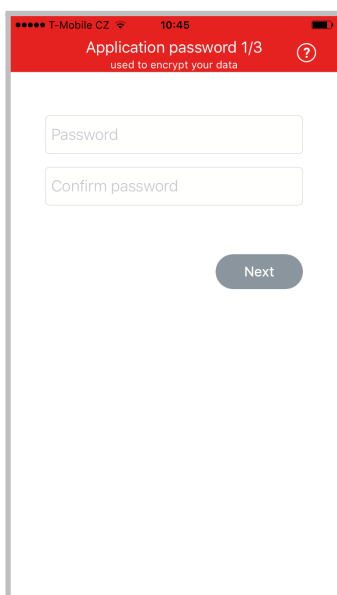 T-Mobile CZ 10:45
Application password 1/3
used to encrypt your data
?
Password
Confirm password
Next